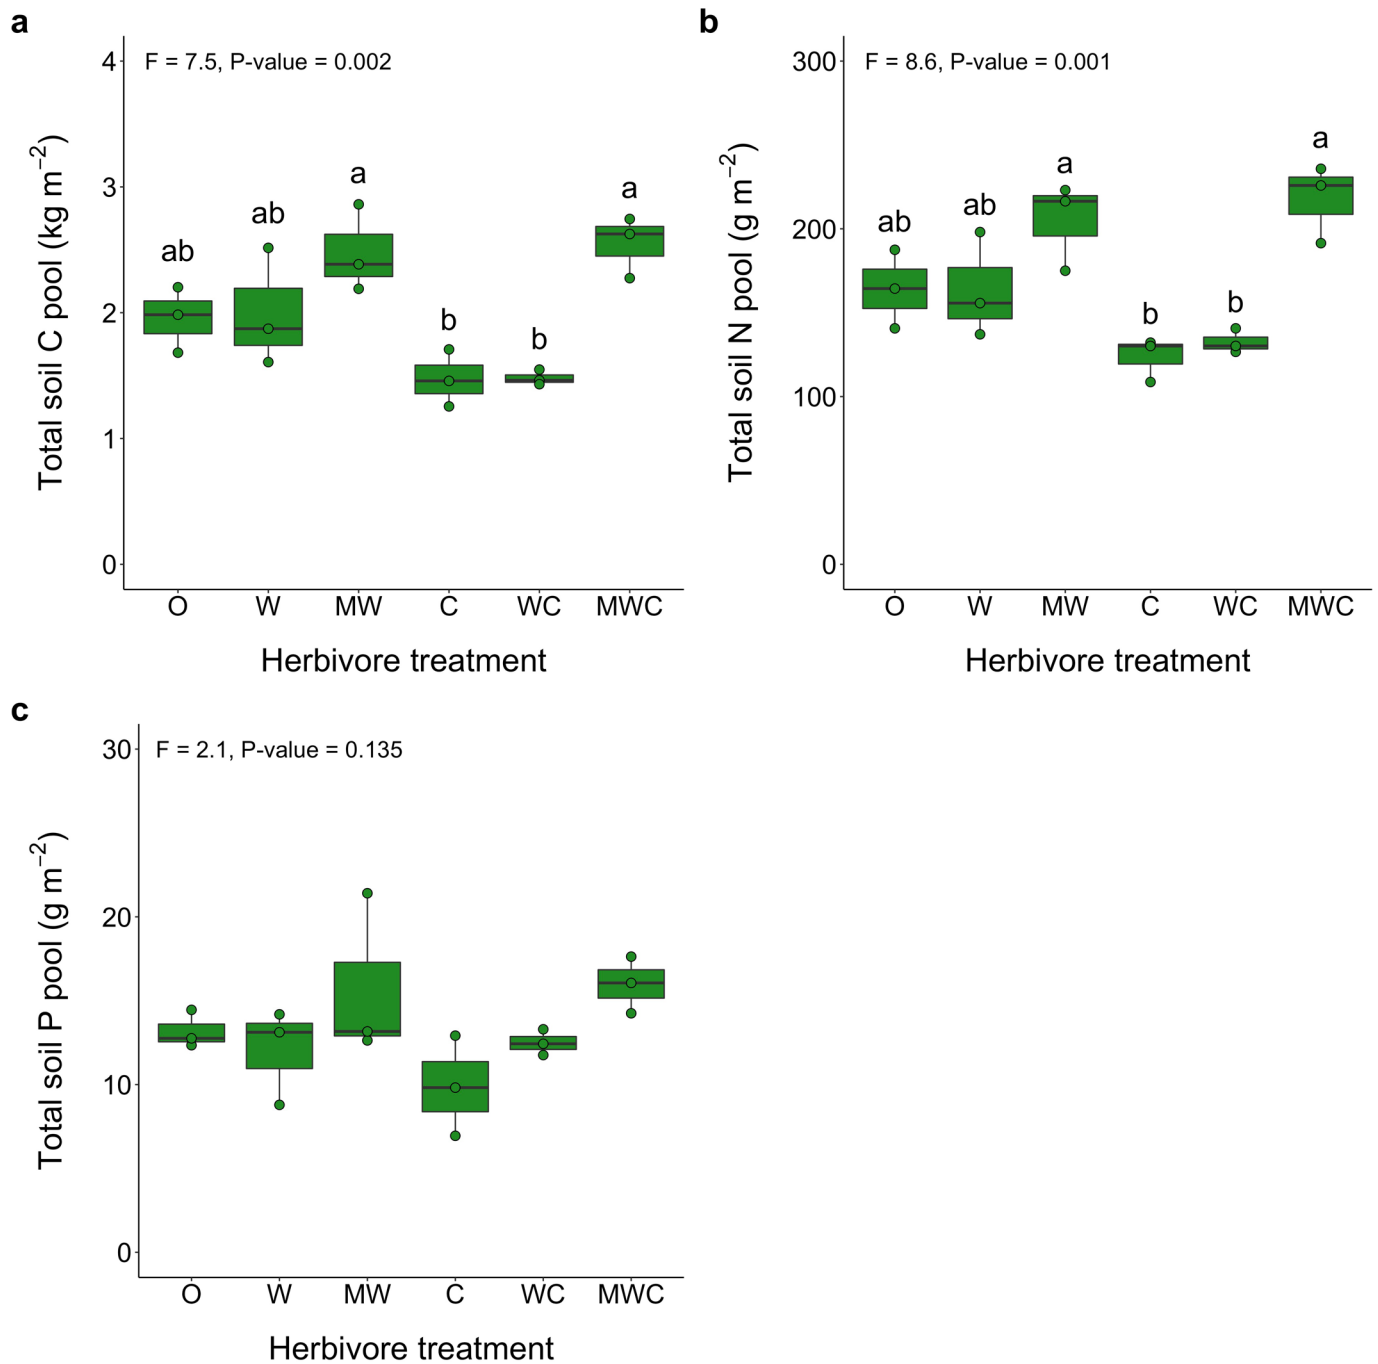 a
F = 7.5, P-value = 0.002
Total soil C pool (kg m⁻²)
4
3
2
1
0
ab
ab
a
b
b
a
O W MW C WC MWC
Herbivore treatment
b
F = 8.6, P-value = 0.001
Total soil N pool (g m⁻²)
300
200
100
0
ab
ab
a
b
b
a
O W MW C WC MWC
Herbivore treatment
c
F = 2.1, P-value = 0.135
Total soil P pool (g m⁻²)
30
20
10
0
O W MW C WC MWC
Herbivore treatment